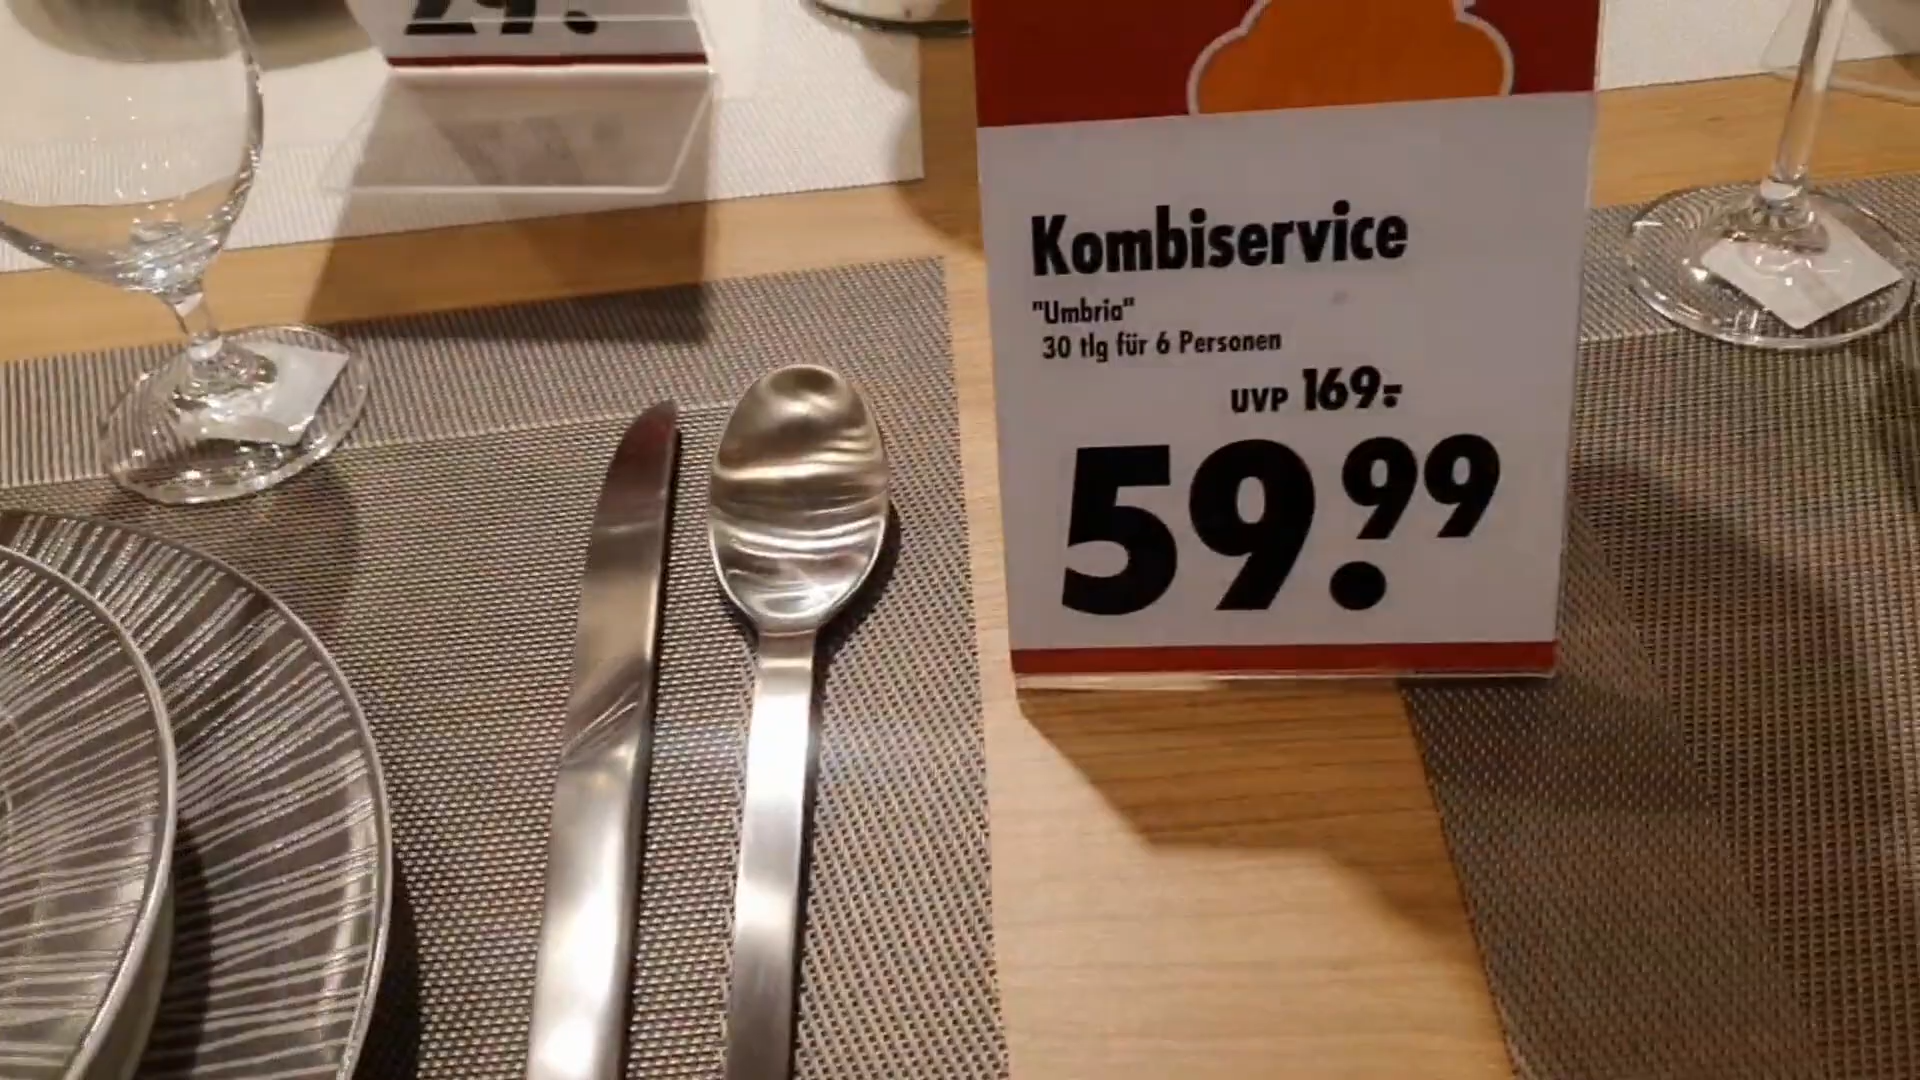 Kombiservice
"Umbria"
30 tlg für 6 Personen
UVP 169.-
59.99